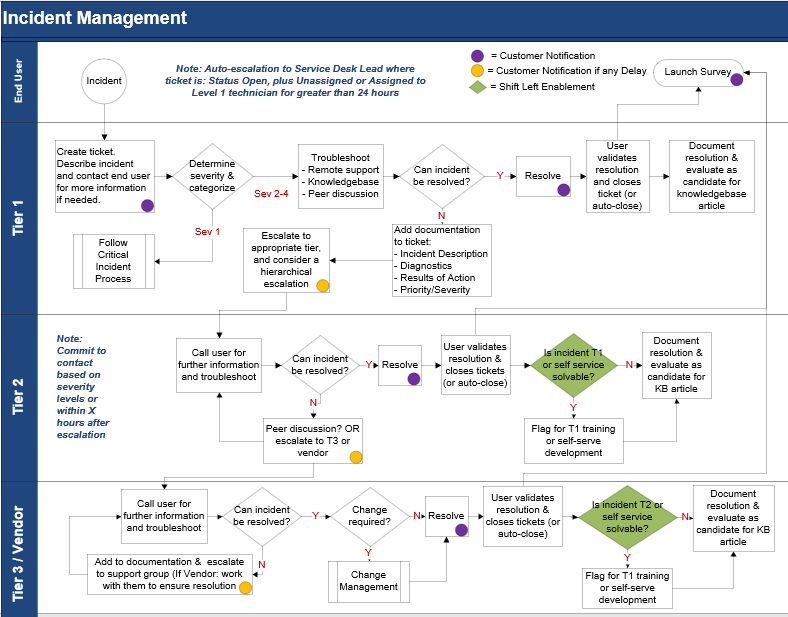 Incident Management
End User
Incident
Note: Auto-escalation to Service Desk Lead where
ticket is: Status Open, plus Unassigned or Assigned to
Level 1 technician for greater than 24 hours
= Customer Notification
= Customer Notification if any Delay
= Shift Left Enablement
Launch Survey
Tier 1
Create ticket.
Describe incident
and contact end user
for more information
if needed.
Determine
severity &
categorize
Sev 2-4
Sev 1
Troubleshoot
- Remote support
- Knowledgebase
- Peer discussion
Can incident
be resolved?
Y
N
Resolve
User
validates
resolution
and closes
ticket (or
auto-close)
Document
resolution &
evaluate as
candidate for
knowledgebase
article
Follow
Critical
Incident
Process
Escalate to
appropriate tier,
and consider a
hierarchical
escalation
Add documentation
to ticket:
- Incident Description
- Diagnostics
- Results of Action
- Priority/Severity
Tier 2
Note:
Commit to
contact
based on
severity
levels or
within X
hours after
escalation
Call user for
further information
and troubleshoot
Can incident
be resolved?
Y
N
Resolve
User validates
resolution &
closes tickets
(or auto-close)
Is incident T1
or self service
solvable?
N
Y
Document
resolution &
evaluate as
candidate for
KB article
Peer discussion? OR
escalate to T3 or
vendor
Flag for T1 training
or self-serve
development
Tier 3 / Vendor
Call user for
further information
and troubleshoot
Can incident
be resolved?
Y
N
Change
required?
N
Y
Resolve
User validates
resolution &
closes tickets (or
auto-close)
Is incident T2 or
self service
solvable?
N
Y
Document
resolution &
evaluate as
candidate for KB
article
Add to documentation & escalate
to support group (If Vendor: work
with them to ensure resolution
Change
Management
Flag for T1 training
or self-serve
development